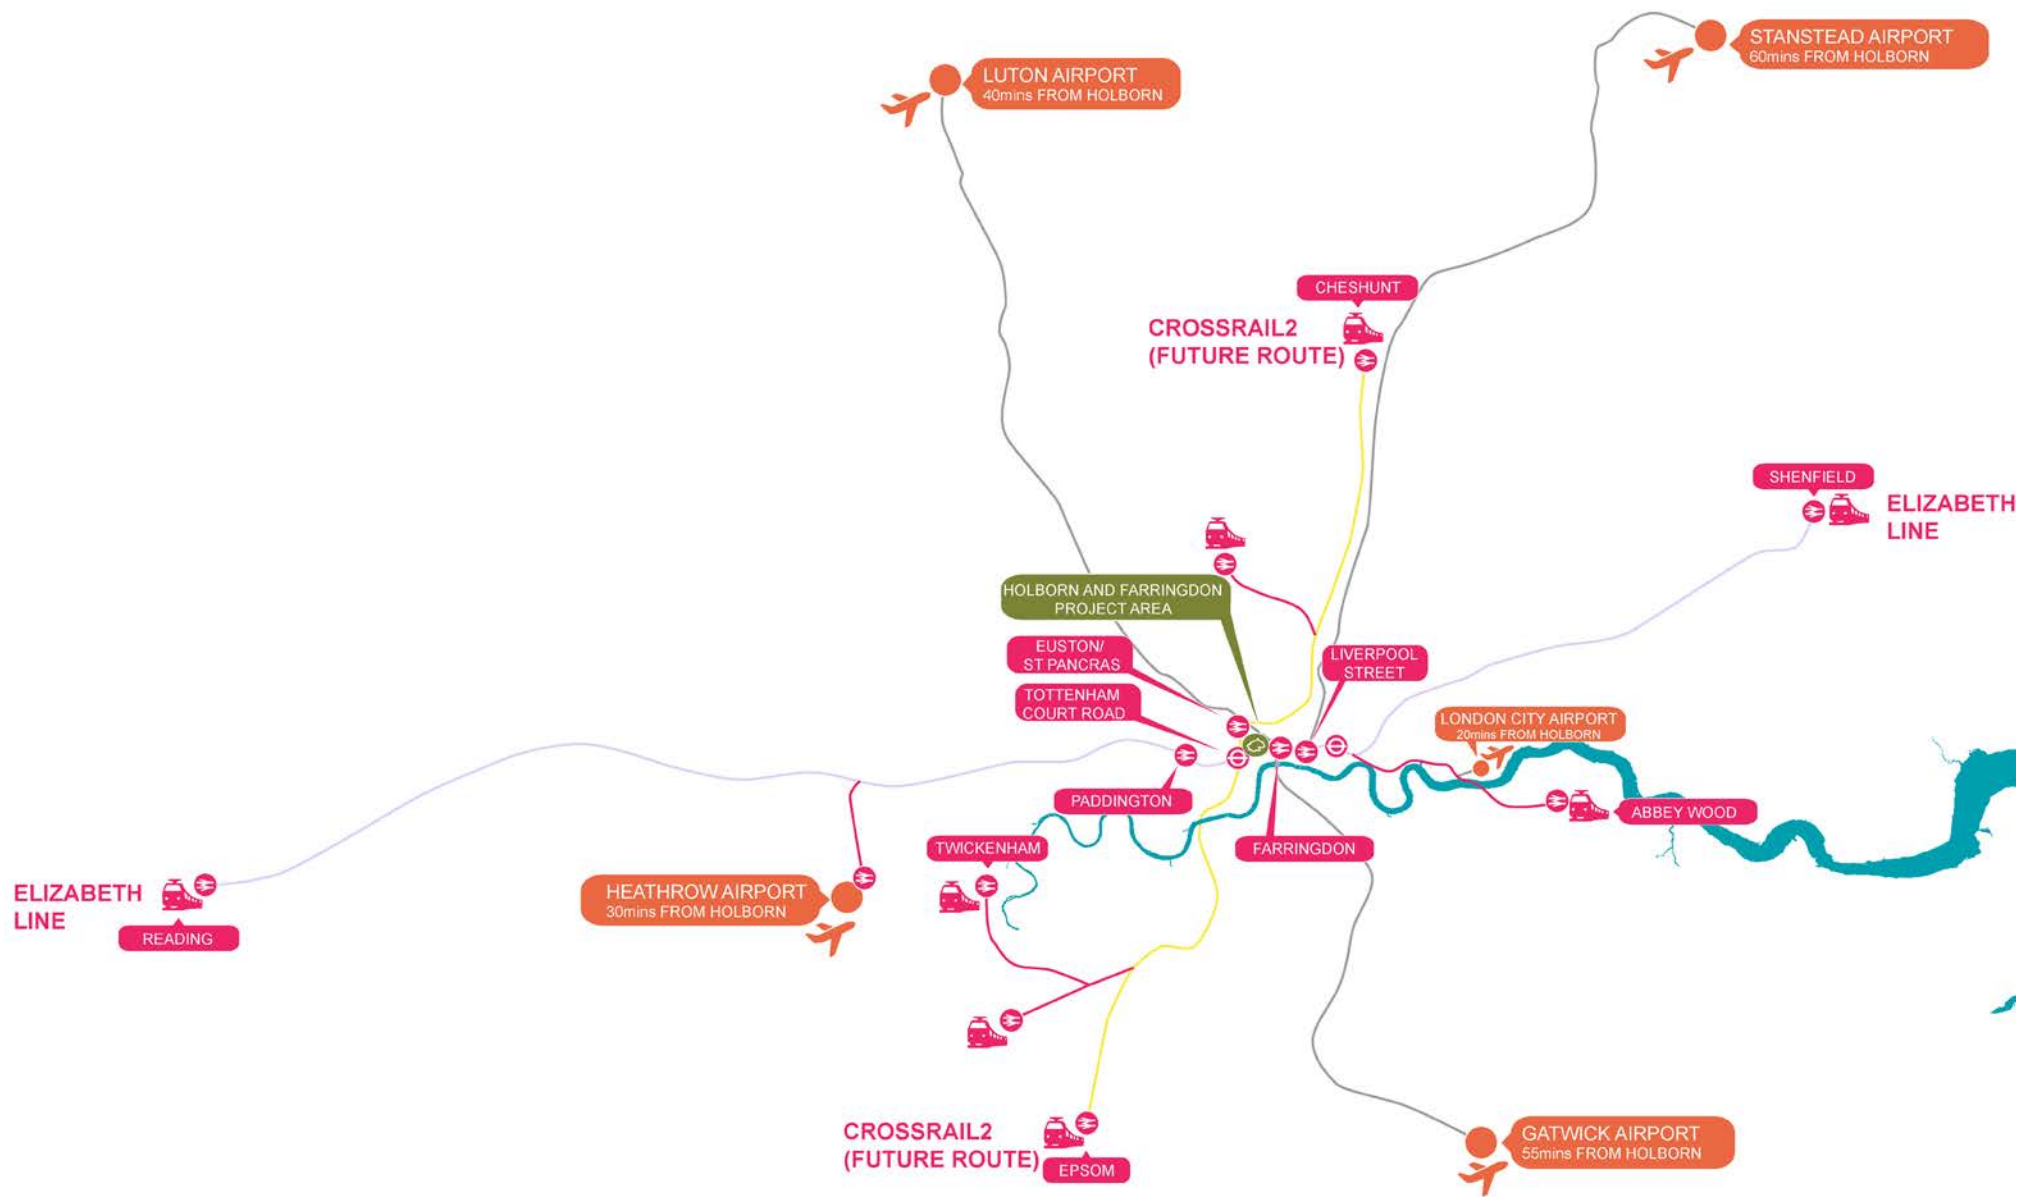 STANSTEAD AIRPORT
60mins FROM HOLBORN
LUTON AIRPORT
40mins FROM HOLBORN
CHESHUNT
CROSSRAIL2
(FUTURE ROUTE)
SHENFIELD
ELIZABETH
LINE
HOLBORN AND FARRINGDON
PROJECT AREA
EUSTON/
ST PANCRAS
LIVERPOOL
STREET
TOTTENHAM
COURT ROAD
LONDON CITY AIRPORT
20mins FROM HOLBORN
PADDINGTON
ABBEY WOOD
TWICKENHAM
FARRINGDON
ELIZABETH
LINE
READING
HEATHROW AIRPORT
30mins FROM HOLBORN
CROSSRAIL2
(FUTURE ROUTE)
EPSOM
GATWICK AIRPORT
55mins FROM HOLBORN